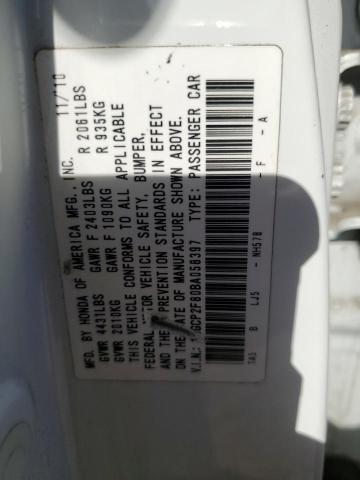 MFD. BY HONDA OF AMERICA MFG., INC. 11/10
GVWR 4431LBS GAWR F 2403LBS R 2061LBS
GVWR 2010KG GAWR F 1090KG R 935KG
THIS VEHICLE CONFORMS TO ALL APPLICABLE
FEDERAL VEHICLE SAFETY, BUMPER,
AND PREVENTION STANDARDS IN EFFECT
ON THE DATE OF MANUFACTURE SHOWN ABOVE.
V.I.N.: GCP2F80BA058397 TYPE: PASSENGER CAR
TA5 B LJ5 - NH578 - F - A